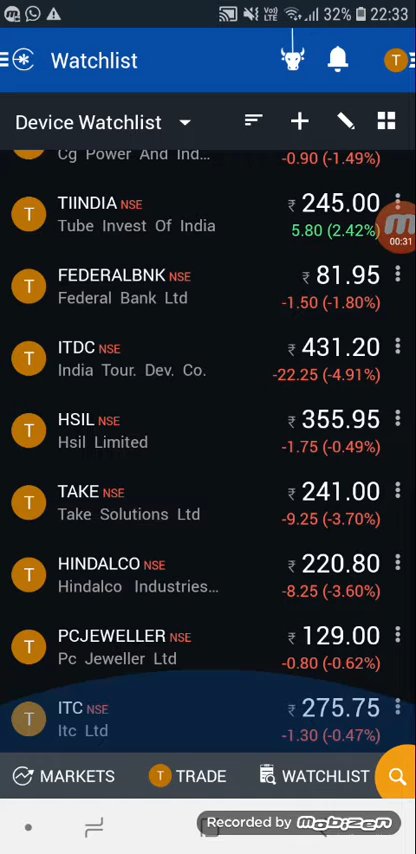 Vo)) LTE 32% 22:33
Watchlist T
Device Watchlist
Cg Power And Ind... -0.90 (-1.49%)
T TIINDIA NSE ₹ 245.00
Tube Invest Of India 5.80 (2.42%)
00:31
T FEDERALBNK NSE ₹ 81.95
Federal Bank Ltd -1.50 (-1.80%)
T ITDC NSE ₹ 431.20
India Tour. Dev. Co. -22.25 (-4.91%)
T HSIL NSE ₹ 355.95
Hsil Limited -1.75 (-0.49%)
T TAKE NSE ₹ 241.00
Take Solutions Ltd -9.25 (-3.70%)
T HINDALCO NSE ₹ 220.80
Hindalco Industries... -8.25 (-3.60%)
T PCJEWELLER NSE ₹ 129.00
Pc Jeweller Ltd -0.80 (-0.62%)
T ITC NSE ₹ 275.75
Itc Ltd -1.30 (-0.47%)
MARKETS T TRADE WATCHLIST
Recorded by mobizen